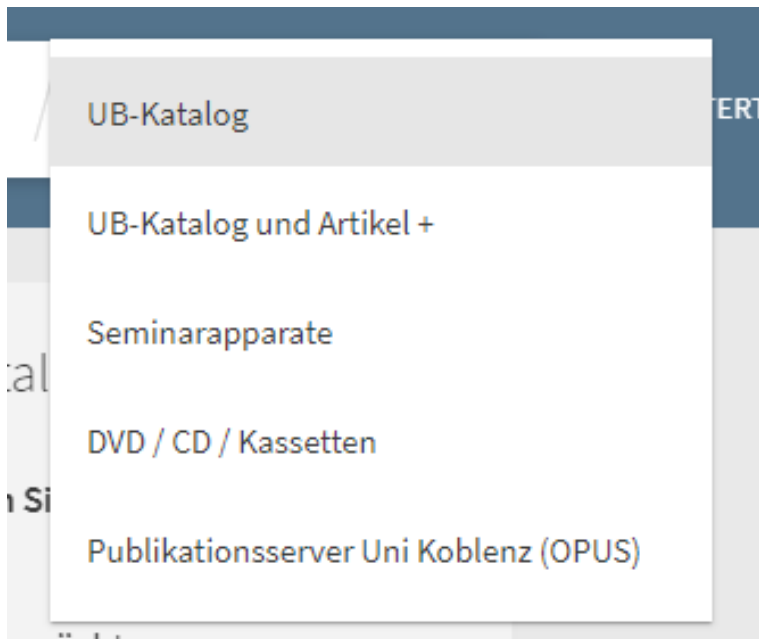 UB-Katalog
UB-Katalog und Artikel +
Seminarapparate
DVD / CD / Kassetten
Publikationsserver Uni Koblenz (OPUS)